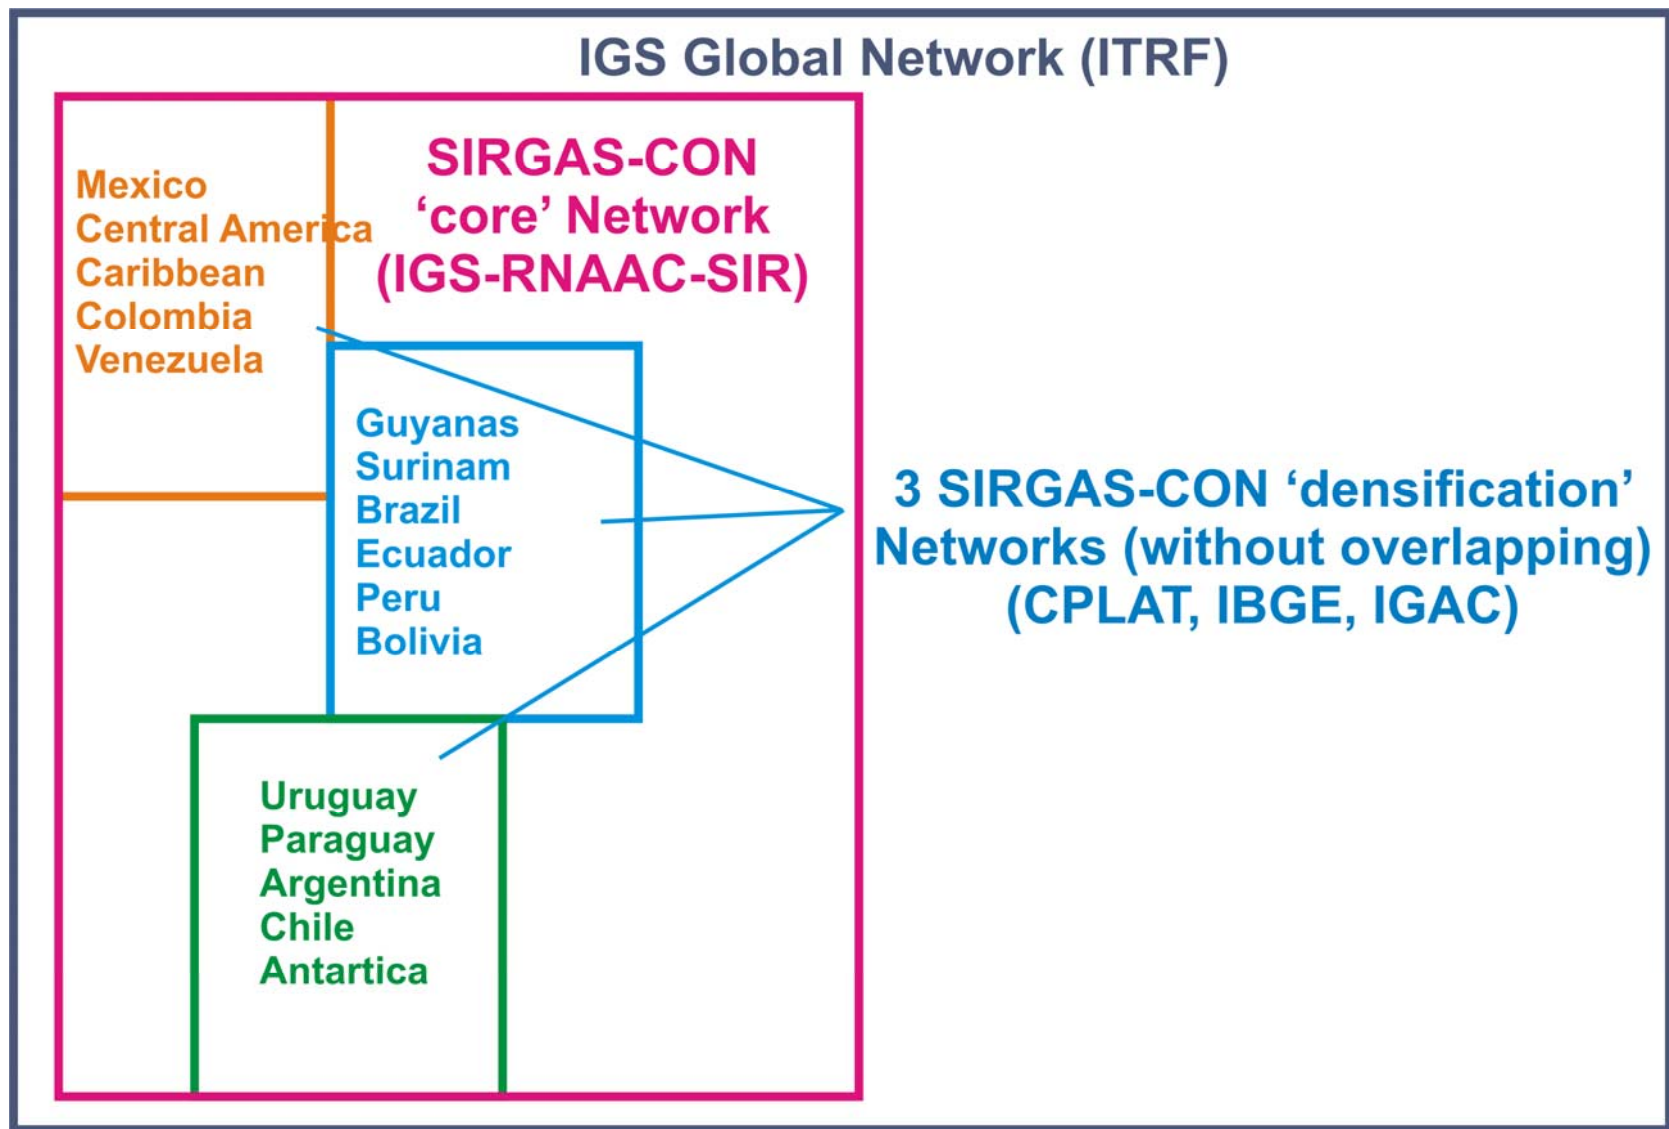 IGS Global Network (ITRF)
SIRGAS-CON
‘core’ Network
(IGS-RNAAC-SIR)
Mexico
Central America
Caribbean
Colombia
Venezuela
Guyanas
Surinam
Brazil
Ecuador
Peru
Bolivia
3 SIRGAS-CON ‘densification’
Networks (without overlapping)
(CPLAT, IBGE, IGAC)
Uruguay
Paraguay
Argentina
Chile
Antartica